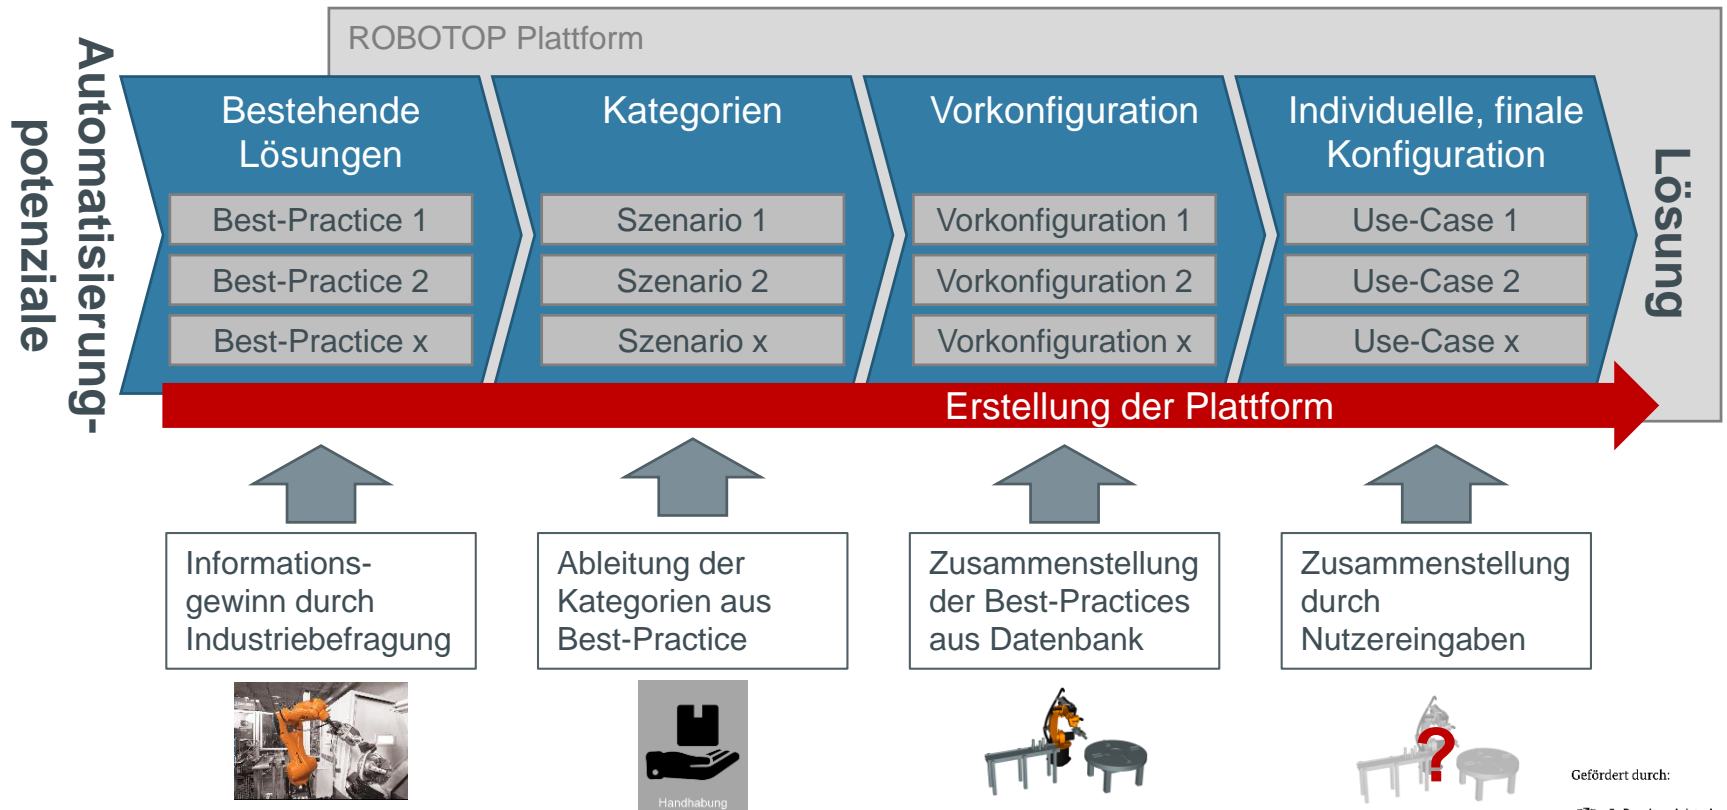 ROBOTOP Plattform
Automatisierung-
potenziale
Bestehende
Lösungen
Best-Practice 1
Best-Practice 2
Best-Practice x
Kategorien
Szenario 1
Szenario 2
Szenario x
Vorkonfiguration
Vorkonfiguration 1
Vorkonfiguration 2
Vorkonfiguration x
Individuelle, finale
Konfiguration
Use-Case 1
Use-Case 2
Use-Case x
Lösung
Erstellung der Plattform
Informations-
gewinn durch
Industriebefragung
Ableitung der
Kategorien aus
Best-Practice
Zusammenstellung
der Best-Practices
aus Datenbank
Zusammenstellung
durch
Nutzereingaben
Handhabung
?
Gefördert durch: